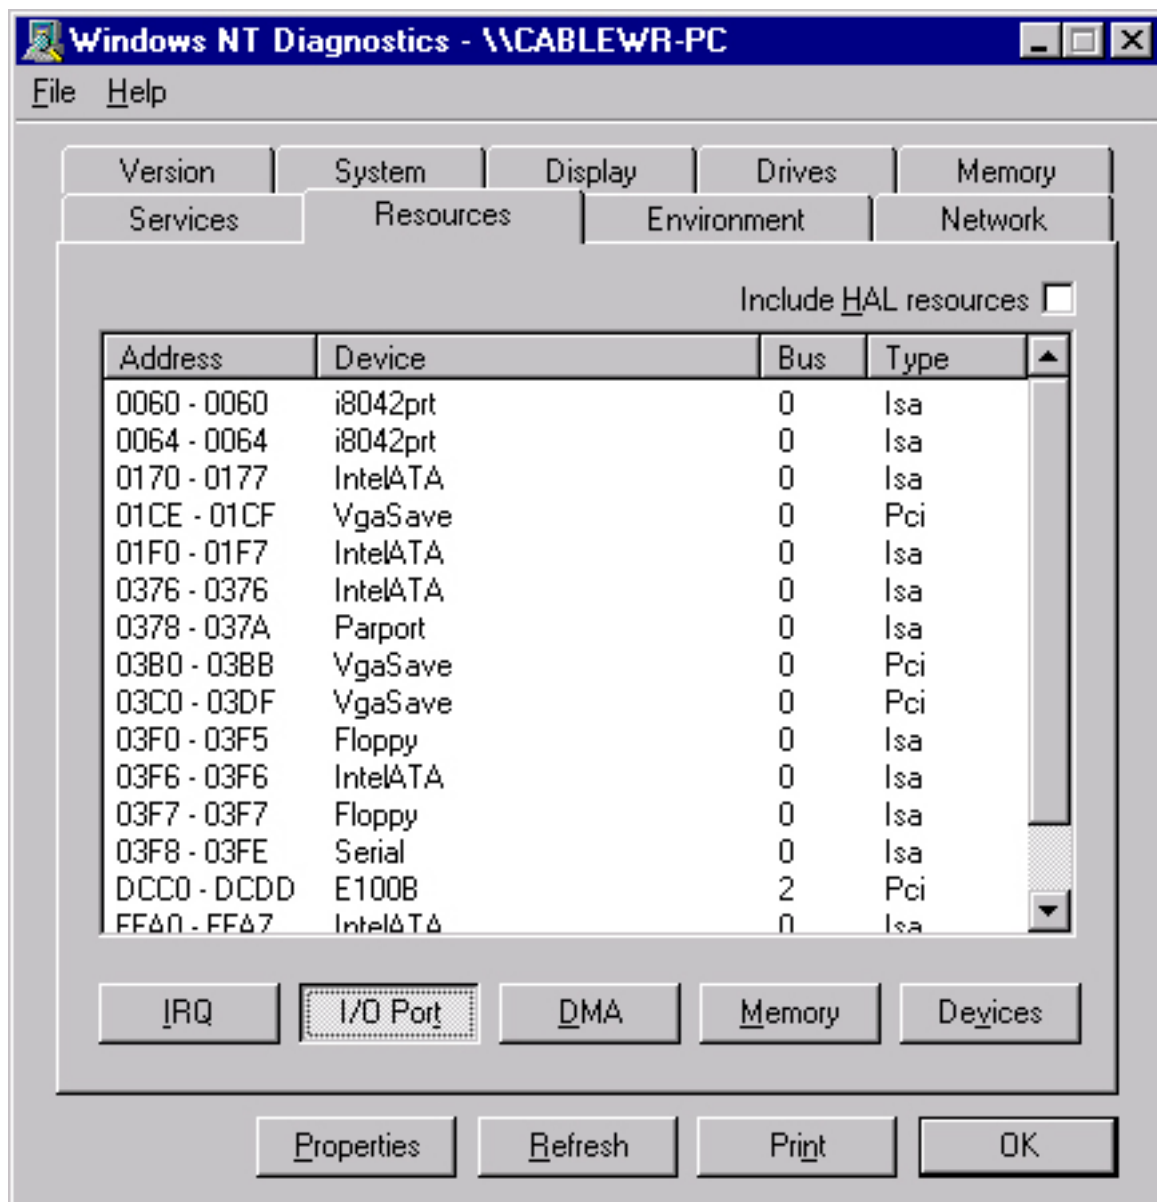 Windows NT Diagnostics - \\CABLEWR-PC
File Help
Version System Display Drives Memory
Services Resources Environment Network
Include HAL resources
Address Device Bus Type
0060 - 0060 i8042prt 0 Isa
0064 - 0064 i8042prt 0 Isa
0170 - 0177 IntelATA 0 Isa
01CE - 01CF VgaSave 0 Pci
01F0 - 01F7 IntelATA 0 Isa
0376 - 0376 IntelATA 0 Isa
0378 - 037A Parport 0 Isa
03B0 - 03BB VgaSave 0 Pci
03C0 - 03DF VgaSave 0 Pci
03F0 - 03F5 Floppy 0 Isa
03F6 - 03F6 IntelATA 0 Isa
03F7 - 03F7 Floppy 0 Isa
03F8 - 03FE Serial 0 Isa
DCC0 - DCDD E100B 2 Pci
FFA0 - FFA7 IntelATA 0 Isa
IRQ I/O Port DMA Memory Devices
Properties Refresh Print OK